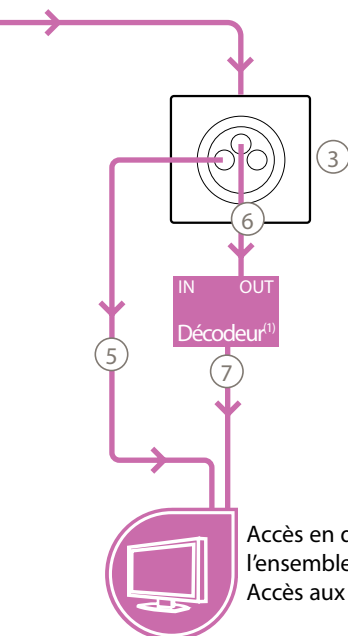 3
6
IN OUT
Décodeur(1)
5
7
Accès en
l'ensemble
Accès aux